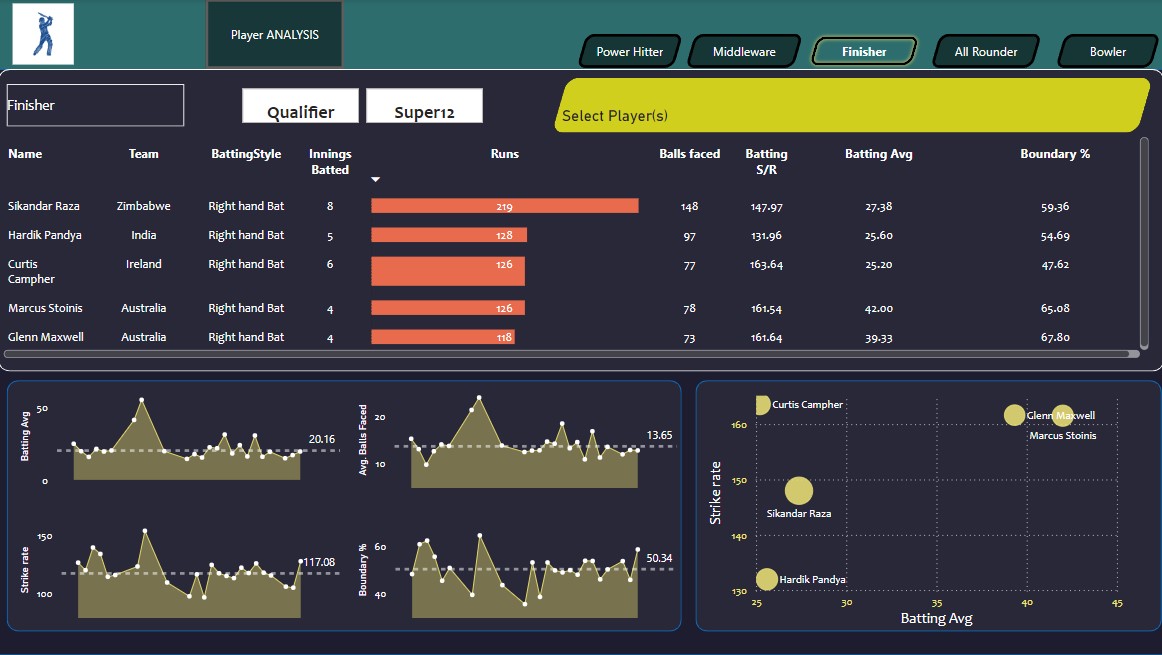 Player ANALYSIS
Power Hitter
Middleware
Finisher
All Rounder
Bowler
Finisher
Qualifier
Super12
Select Player(s)
Name Team BattingStyle Innings Batted Runs Balls faced Batting S/R Batting Avg Boundary %
Sikandar Raza Zimbabwe Right hand Bat 8 219 148 147.97 27.38 59.36
Hardik Pandya India Right hand Bat 5 128 97 131.96 25.60 54.69
Curtis Campher Ireland Right hand Bat 6 126 77 163.64 25.20 47.62
Marcus Stoinis Australia Right hand Bat 4 126 78 161.54 42.00 65.08
Glenn Maxwell Australia Right hand Bat 4 118 73 161.64 39.33 67.80
Batting Avg
50
0
20.16
Avg. Balls Faced
20
10
13.65
Strike rate
150
100
117.08
Boundary %
60
40
50.34
Strike rate
160
150
140
130
Curtis Campher
Glenn Maxwell
Marcus Stoinis
Sikandar Raza
Hardik Pandya
25 30 35 40 45
Batting Avg